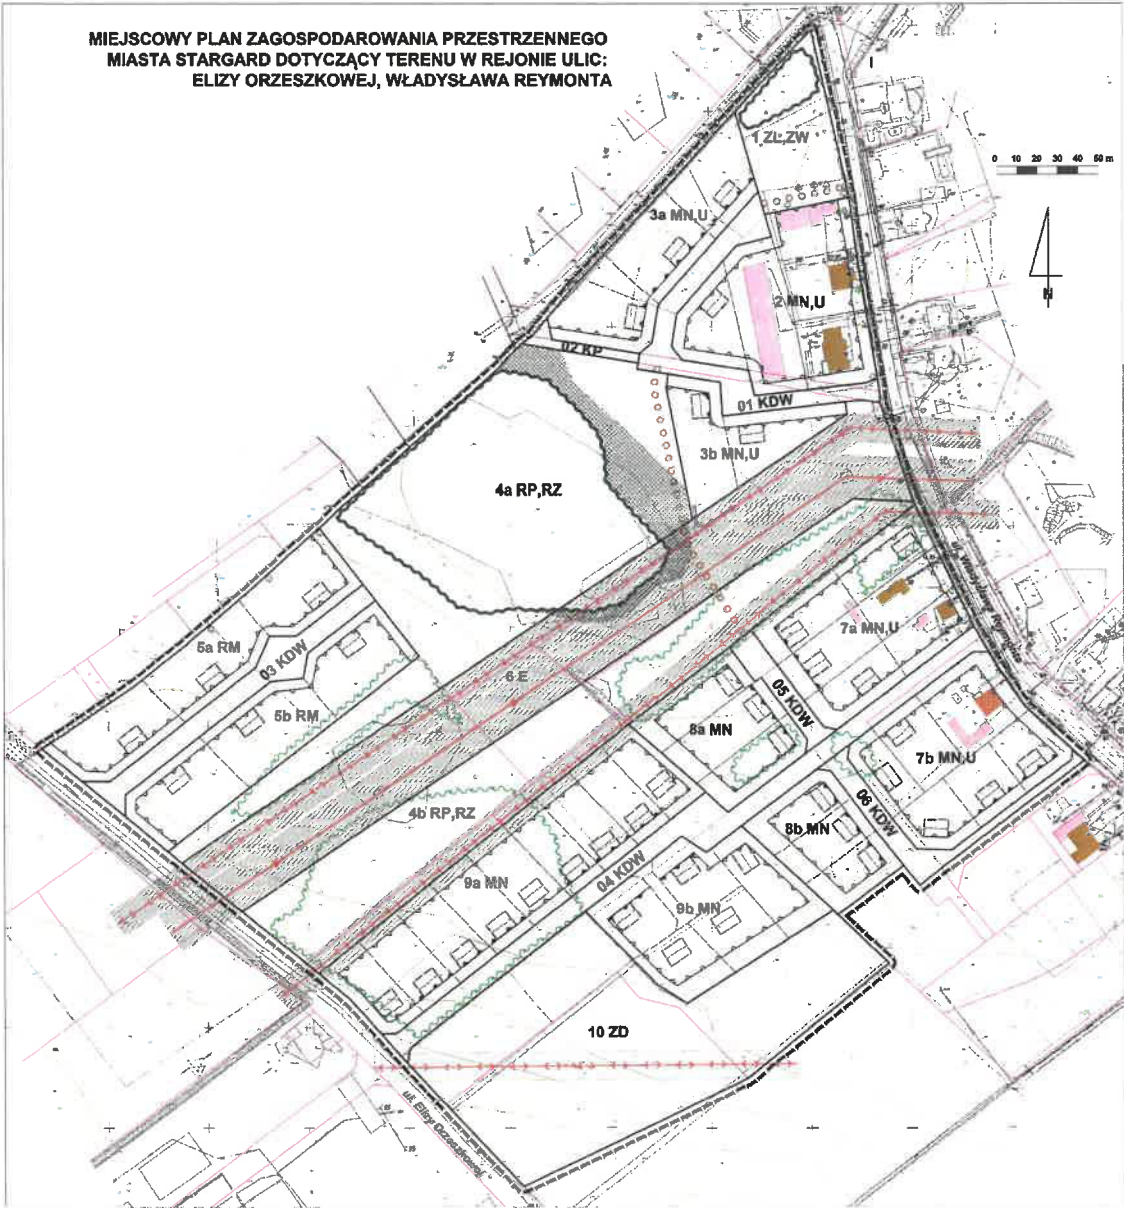 MIEJSCOWY PLAN ZAGOSPODAROWANIA PRZESTRZENNEGO
MIASTA STARGARD DOTYCZĄCY TERENU W REJONIE ULIC:
ELIZY ORZESZKOWEJ, WŁADYSŁAWA REYMONTA
1 ZL,ZW
0 10 20 30 40 50 m
3a MN,U
N
2 MN,U
02 KP
01 KDW
3b MN,U
4a RP,RZ
5a RM
03 KDW
6 E
7a MN,U
05 KDW
5b RM
8a MN
7b MN,U
4b RP,RZ
06 KDW
8b MN
9a MN
04 KDW
9b MN
10 ZD
ul. Elizy Orzeszkowej